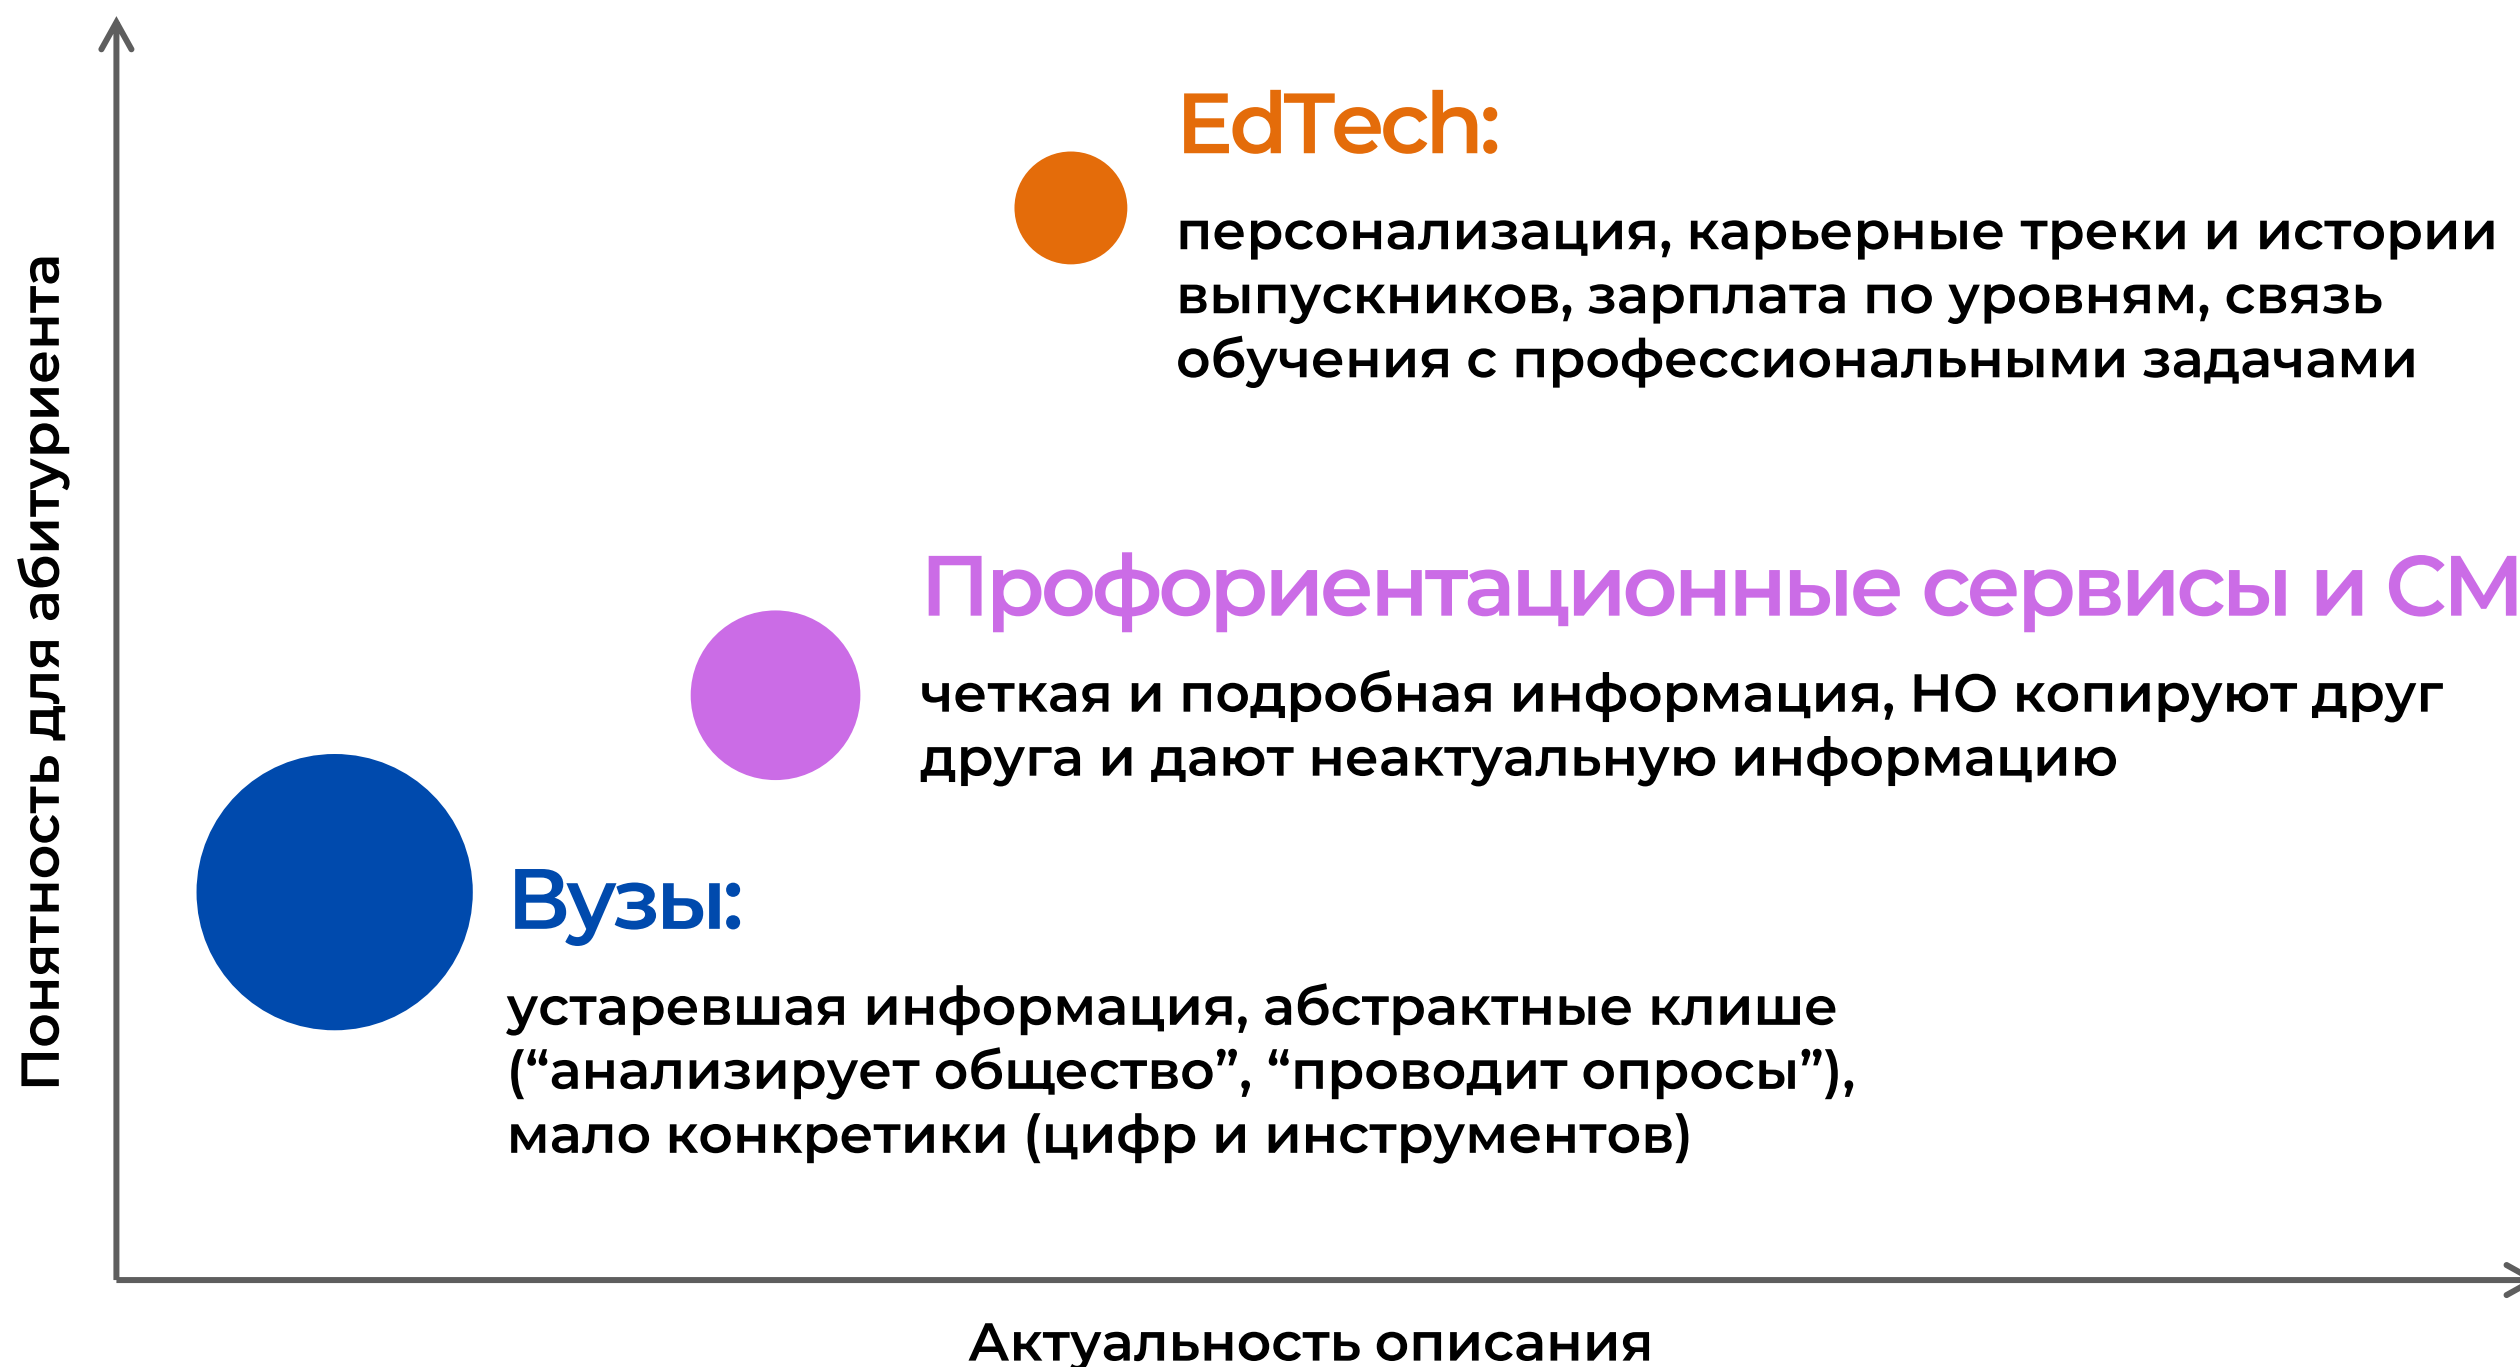 EdTech:
персонализация, карьерные треки и истории
выпускников, зарплата по уровням, связь
обучения с профессиональными задачами
Профориентационные сервисы и СМ
четкая и подробная информация, НО копируют друг
друга и дают неактуальную информацию
Вузы:
устаревшая информация, абстрактные клише
(“анализирует общество”, “проводит опросы”),
мало конкретики (цифр и инструментов)
Понятность для абитуриента
Актуальность описания